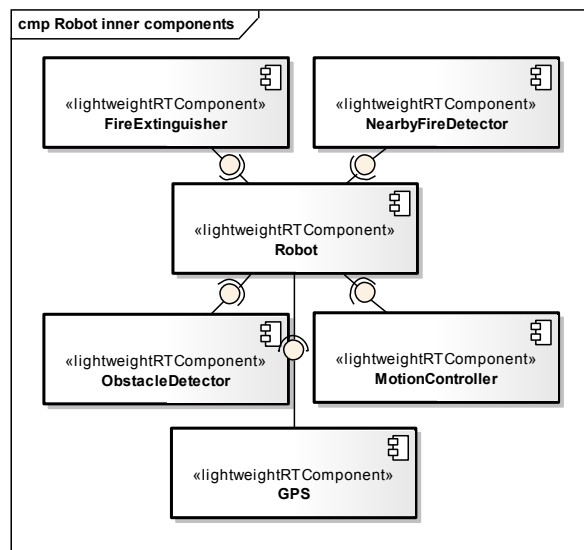 cmp Robot inner components
«lightweightRTComponent»
FireExtinguisher
«lightweightRTComponent»
NearbyFireDetector
«lightweightRTComponent»
Robot
«lightweightRTComponent»
ObstacleDetector
«lightweightRTComponent»
MotionController
«lightweightRTComponent»
GPS